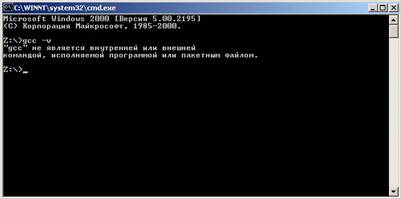 C:\WINNT\system32\cmd.exe
Microsoft Windows 2000 [Версия 5.00.2195]
(C) Корпорация Майкрософт, 1985-2000.
Z:\>gcc -v
"gcc" не является внутренней или внешней
командой, исполняемой программой или пакетным файлом.
Z:\>_